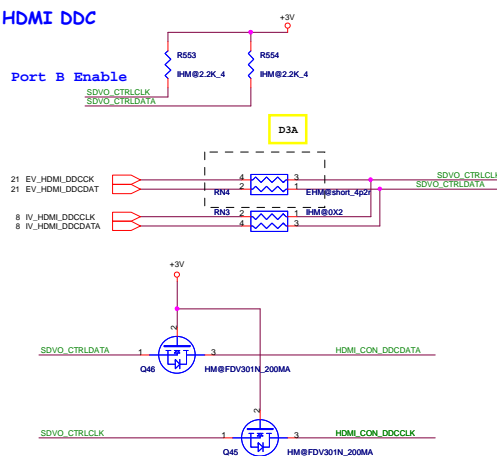 HDMI DDC
+3V
R553
R554
Port B Enable
IHM@2.2K_4
IHM@2.2K_4
SDVO_CTRLCLK
SDVO_CTRLDATA
D3A
21 EV_HDMI_DDCCK
4
3
SDVO_CTRLCLK
21 EV_HDMI_DDCDAT
2
1
SDVO_CTRLDATA
RN4
EHM@short_4p2r
RN3
IHM@0X2
8 IV_HDMI_DDCCLK
2
1
8 IV_HDMI_DDCDATA
4
3
+3V
2
SDVO_CTRLDATA
1
3
HDMI_CON_DDCDATA
Q46
HM@FDV301N_200MA
2
SDVO_CTRLCLK
1
3
HDMI_CON_DDCCLK
Q45
HM@FDV301N_200MA